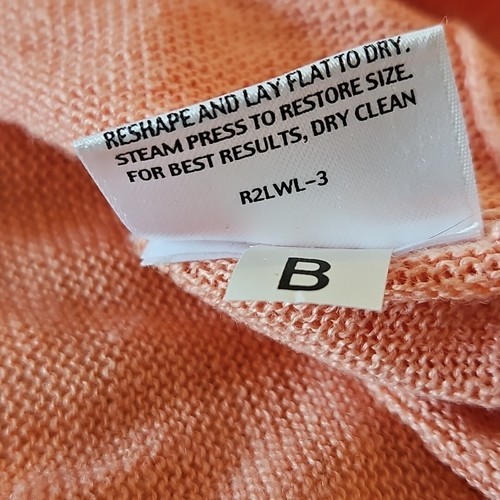 RESHAPE AND LAY FLAT TO DRY.
STEAM PRESS TO RESTORE SIZE.
FOR BEST RESULTS, DRY CLEAN
R2LWL-3
B